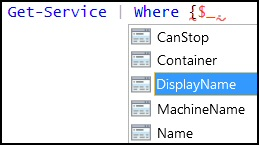 Get-Service | Where {$_.
CanStop
Container
DisplayName
MachineName
Name